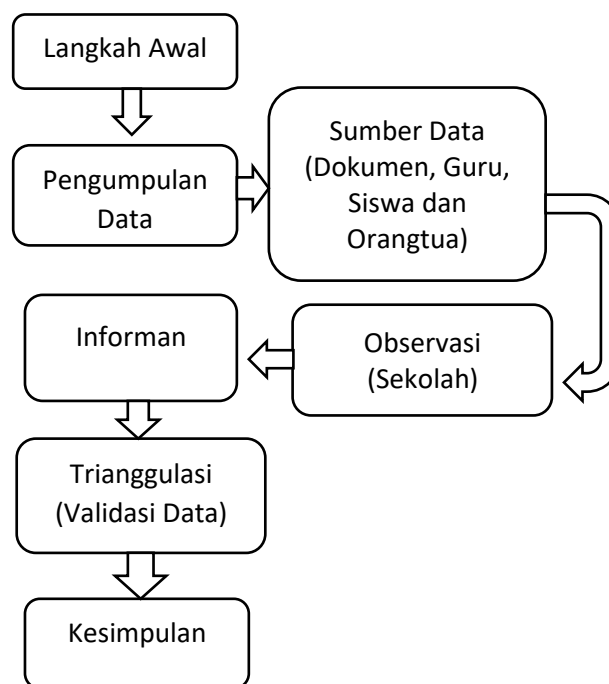 Langkah Awal
Pengumpulan
Data
Sumber Data
(Dokumen, Guru,
Siswa dan
Orangtua)
Observasi
(Sekolah)
Informan
Trianggulasi
(Validasi Data)
Kesimpulan